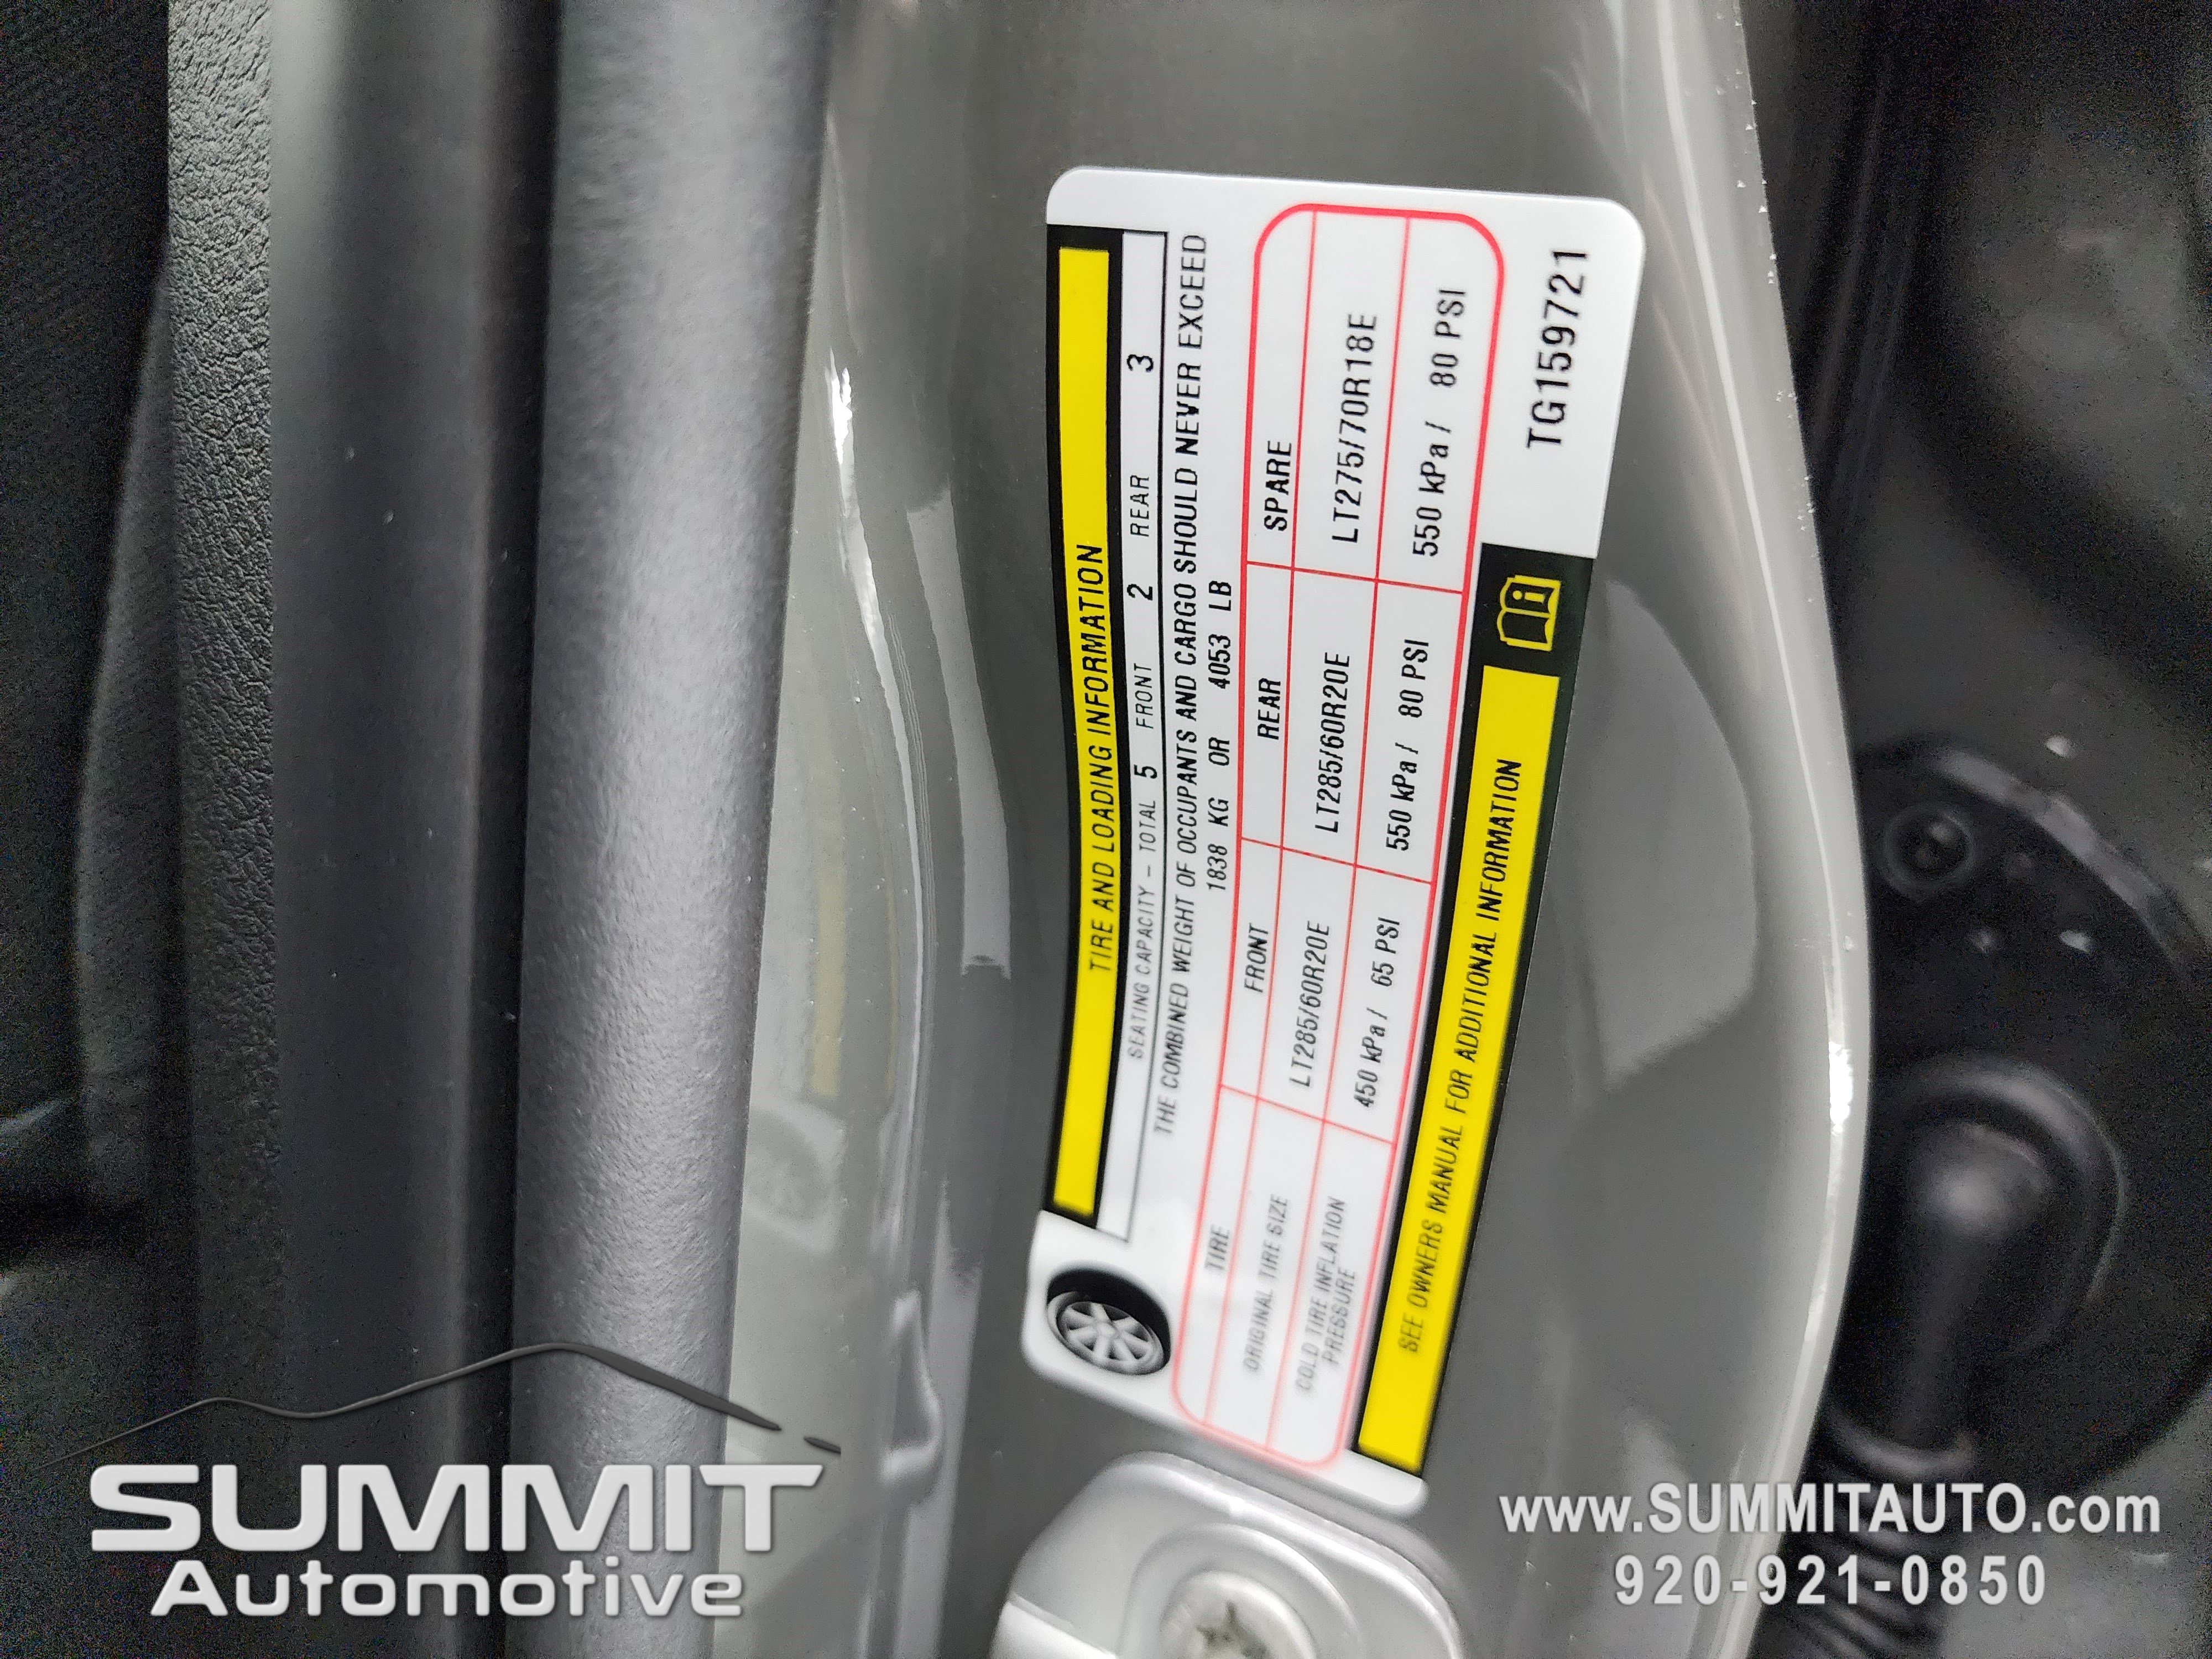 TIRE AND LOADING INFORMATION
SEATING CAPACITY – TOTAL 5 FRONT 2 REAR 3
THE COMBINED WEIGHT OF OCCUPANTS AND CARGO SHOULD NEVER EXCEED
1838 KG OR 4053 LB
TIRE FRONT REAR SPARE
ORIGINAL TIRE SIZE LT285/60R20E LT285/60R20E LT275/70R18E
COLD TIRE INFLATION
PRESSURE 450 kPa / 65 PSI 550 kPa / 80 PSI 550 kPa / 80 PSI
SEE OWNERS MANUAL FOR ADDITIONAL INFORMATION
TG159721
SUMMIT
Automotive
www.SUMMITAUTO.com
920-921-0850